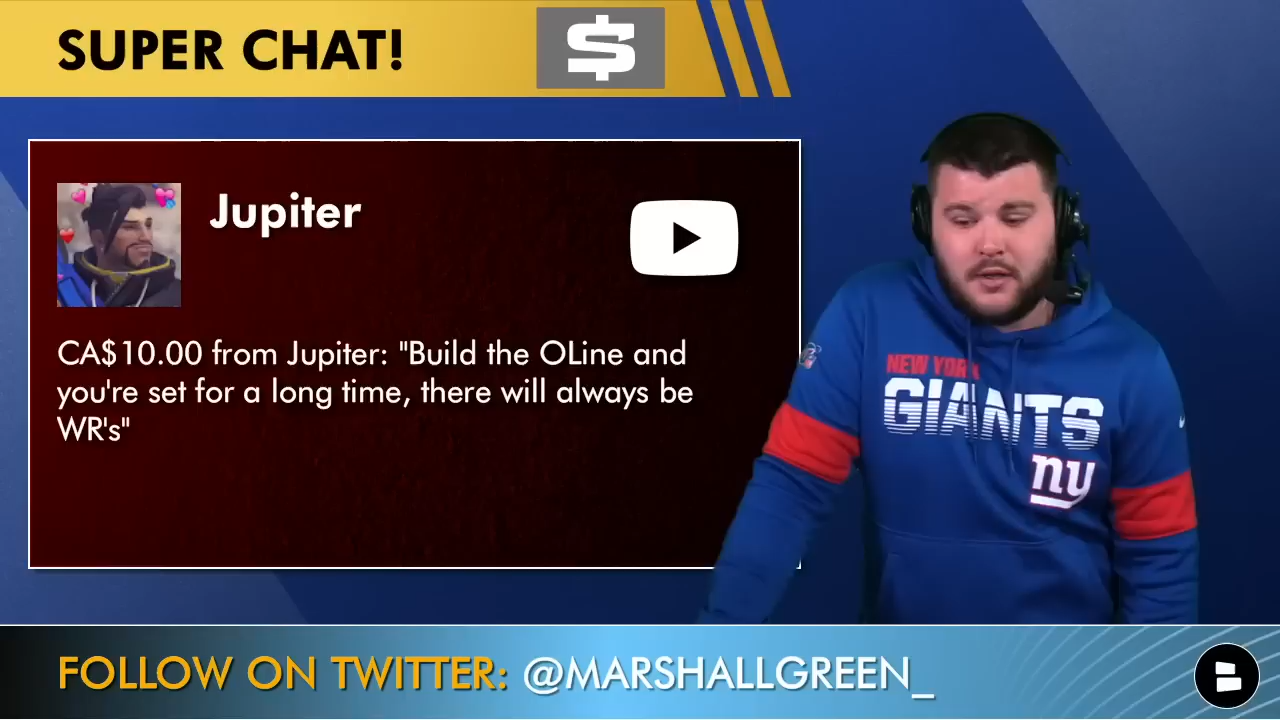 SUPER CHAT!
$
Jupiter
CA$10.00 from Jupiter: "Build the OLine and
you're set for a long time, there will always be
WR's"
NEW YORK
GIANTS
ny
FOLLOW ON TWITTER: @MARSHALLGREEN_